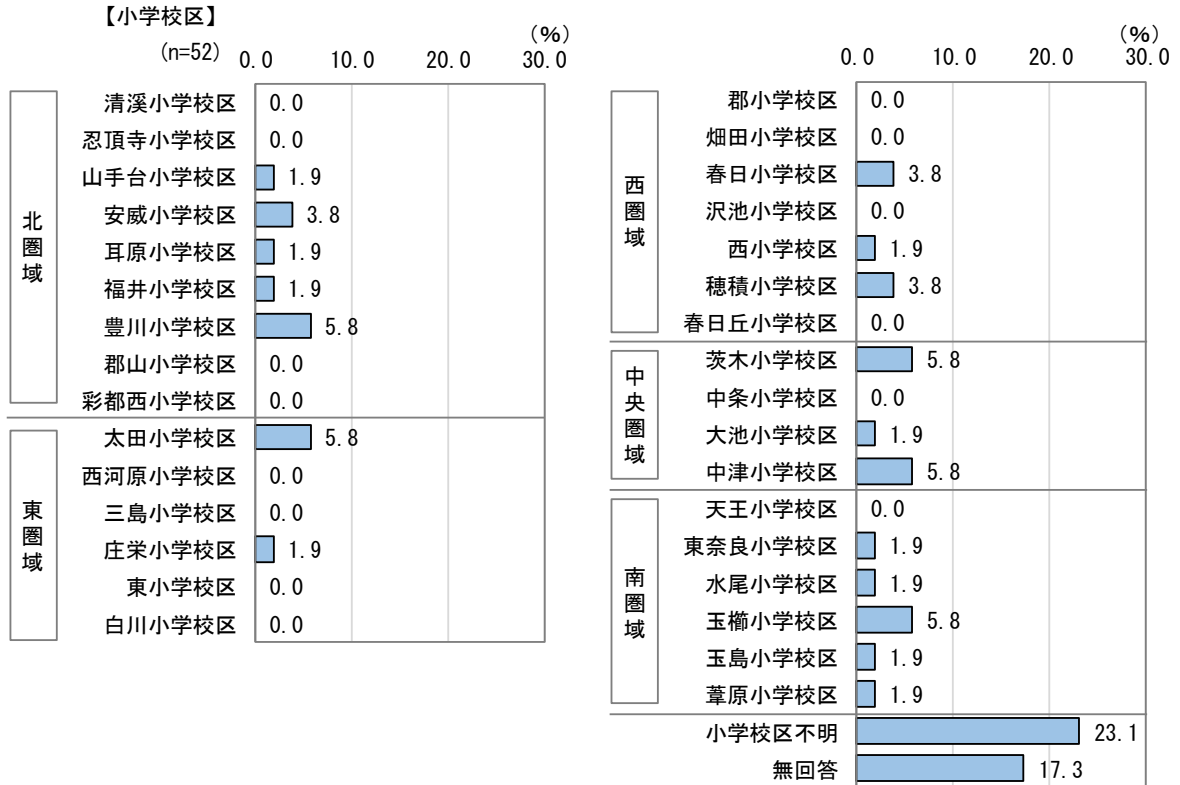 【小学校区】
(n=52)
(%)
0.0 10.0 20.0 30.0
北圏域
清溪小学校区 0.0
忍頂寺小学校区 0.0
山手台小学校区 1.9
安威小学校区 3.8
耳原小学校区 1.9
福井小学校区 1.9
豊川小学校区 5.8
郡山小学校区 0.0
彩都西小学校区 0.0
東圏域
太田小学校区 5.8
西河原小学校区 0.0
三島小学校区 0.0
庄栄小学校区 1.9
東小学校区 0.0
白川小学校区 0.0
(%)
0.0 10.0 20.0 30.0
西圏域
郡小学校区 0.0
畑田小学校区 0.0
春日小学校区 3.8
沢池小学校区 0.0
西小学校区 1.9
穂積小学校区 3.8
春日丘小学校区 0.0
中央圏域
茨木小学校区 5.8
中条小学校区 0.0
大池小学校区 1.9
中津小学校区 5.8
南圏域
天王小学校区 0.0
東奈良小学校区 1.9
水尾小学校区 1.9
玉櫛小学校区 5.8
玉島小学校区 1.9
葦原小学校区 1.9
小学校区不明 23.1
無回答 17.3